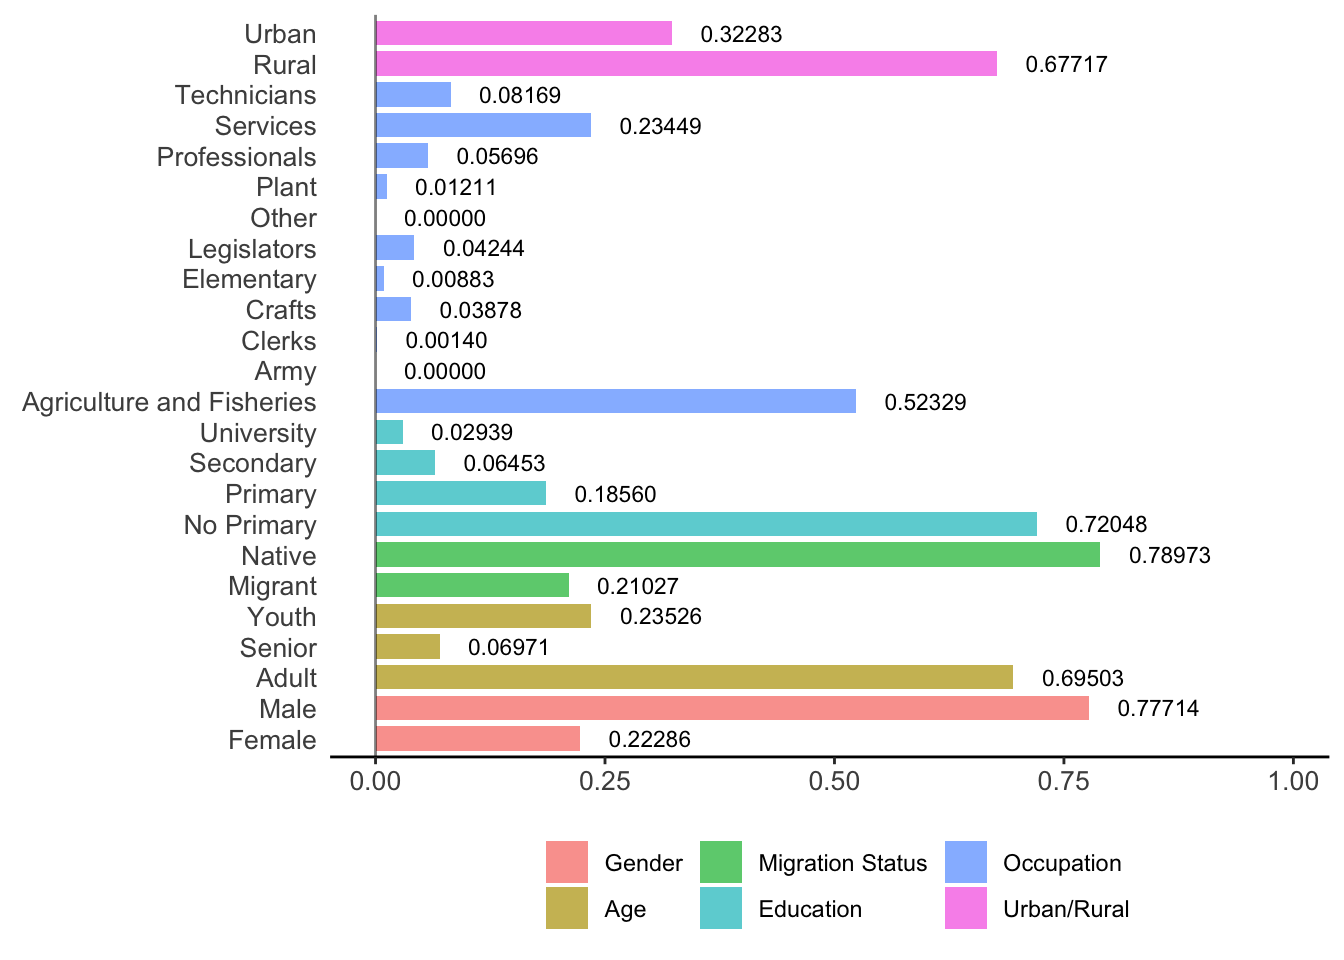 Urban 0.32283
Rural 0.67717
Technicians 0.08169
Services 0.23449
Professionals 0.05696
Plant 0.01211
Other 0.00000
Legislators 0.04244
Elementary 0.00883
Crafts 0.03878
Clerks 0.00140
Army 0.00000
Agriculture and Fisheries 0.52329
University 0.02939
Secondary 0.06453
Primary 0.18560
No Primary 0.72048
Native 0.78973
Migrant 0.21027
Youth 0.23526
Senior 0.06971
Adult 0.69503
Male 0.77714
Female 0.22286
0.00 0.25 0.50 0.75 1.00
Gender Migration Status Occupation
Age Education Urban/Rural